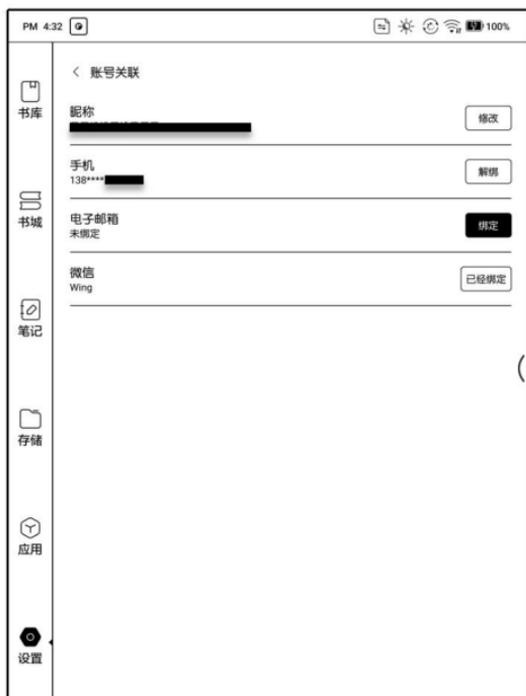 PM 4:32
100%
账号关联
昵称
修改
手机
138****
解绑
电子邮箱
未绑定
绑定
微信
Wing
已经绑定
书库
书城
笔记
存储
应用
设置